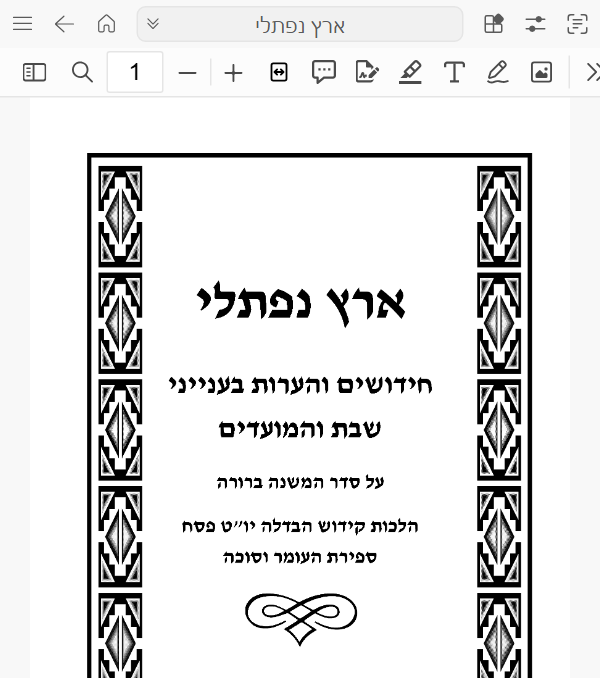 ארץ נפתלי
1
ארץ נפתלי
חידושים והערות בענייני
שבת והמועדים
על סדר המשנה ברורה
הלכות קידוש הבדלה יו״ט פסח
ספירת העומר וסוכה